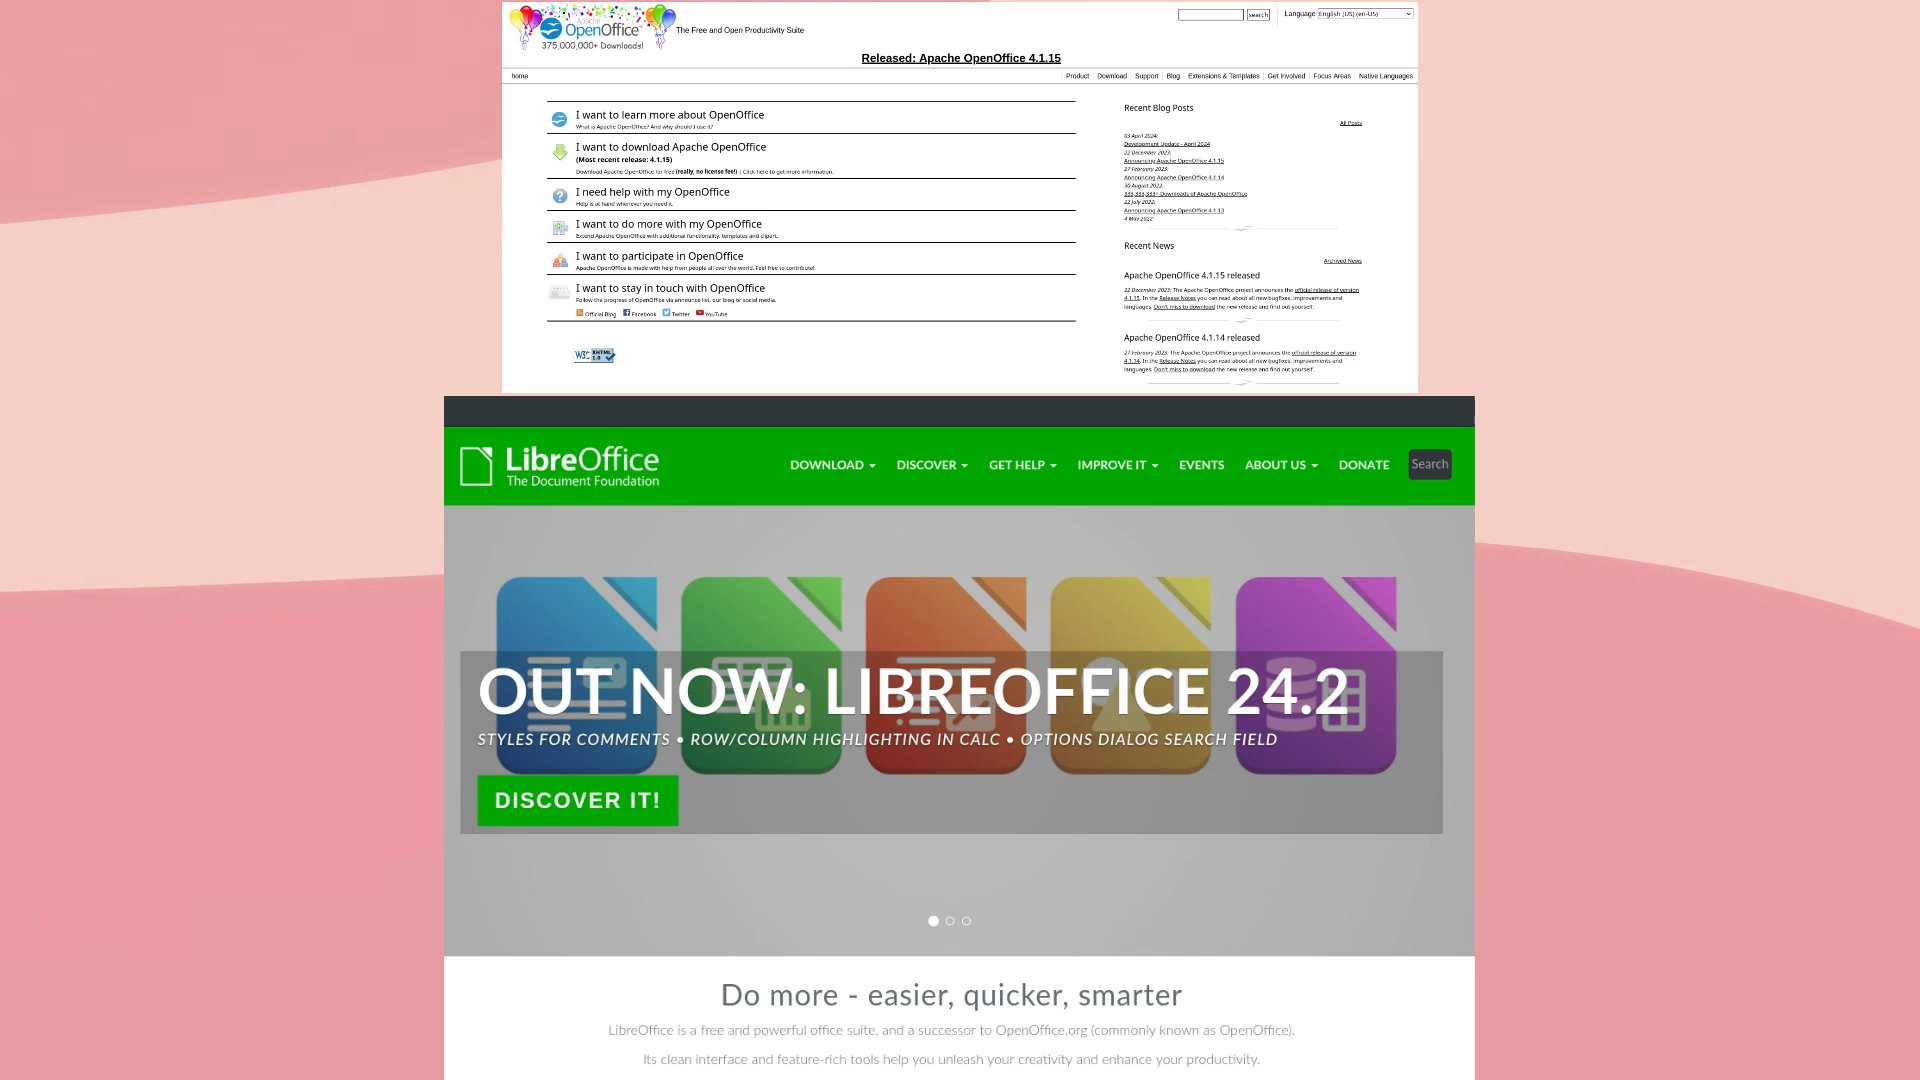 Apache
OpenOffice™
375,000,000+ Downloads!
The Free and Open Productivity Suite
search
Language English (US) (en-US)
Released: Apache OpenOffice 4.1.15
home
Product Download Support Blog Extensions & Templates Get Involved Focus Areas Native Languages
I want to learn more about OpenOffice
What is Apache OpenOffice? And why should I use it?
I want to download Apache OpenOffice
(Most recent release: 4.1.15)
Download Apache OpenOffice for free (really, no license fee!) | Click here to get more information.
I need help with my OpenOffice
Help is at hand whenever you need it.
I want to do more with my OpenOffice
Extend Apache OpenOffice with additional functionality, templates and clipart.
I want to participate in OpenOffice
Apache OpenOffice is made with help from people all over the world. Feel free to contribute!
I want to stay in touch with OpenOffice
Follow the progress of OpenOffice via announce list, our blog or social media.
Official Blog Facebook Twitter YouTube
W3C XHTML
1.0
Recent Blog Posts
All Posts
03 April 2024:
Development Update - April 2024
22 December 2023:
Announcing Apache OpenOffice 4.1.15
27 February 2023:
Announcing Apache OpenOffice 4.1.14
30 August 2022:
333,333,333+ Downloads of Apache OpenOffice
22 July 2022:
Announcing Apache OpenOffice 4.1.13
4 May 2022:
Recent News
Archived News
Apache OpenOffice 4.1.15 released
22 December 2023: The Apache OpenOffice project announces the official release of version
4.1.15. In the Release Notes you can read about all new bugfixes, improvements and
languages. Don't miss to download the new release and find out yourself.
Apache OpenOffice 4.1.14 released
27 February 2023: The Apache OpenOffice project announces the official release of version
4.1.14. In the Release Notes you can read about all new bugfixes, improvements and
languages. Don't miss to download the new release and find out yourself.
LibreOffice
The Document Foundation
DOWNLOAD DISCOVER GET HELP IMPROVE IT EVENTS ABOUT US DONATE Search
OUT NOW: LIBREOFFICE 24.2
STYLES FOR COMMENTS • ROW/COLUMN HIGHLIGHTING IN CALC • OPTIONS DIALOG SEARCH FIELD
DISCOVER IT!
Do more - easier, quicker, smarter
LibreOffice is a free and powerful office suite, and a successor to OpenOffice.org (commonly known as OpenOffice).
Its clean interface and feature-rich tools help you unleash your creativity and enhance your productivity.